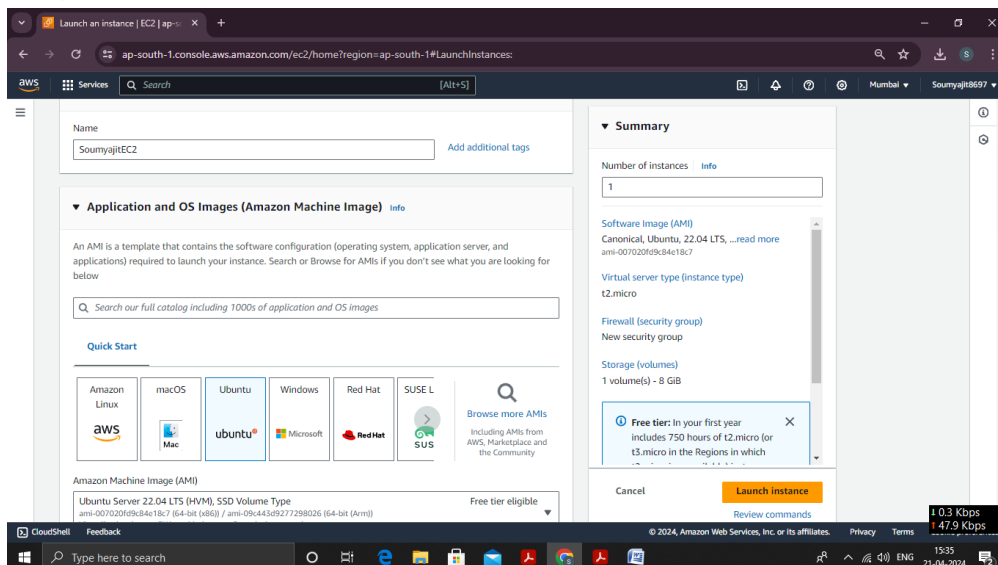 Launch an instance | EC2 | ap-so
ap-south-1.console.aws.amazon.com/ec2/home?region=ap-south-1#LaunchInstances:
S
aws
Services
Search
[Alt+S]
Mumbai
Soumyajit8697
Name
SoumyajitEC2
Add additional tags
Application and OS Images (Amazon Machine Image) Info
An AMI is a template that contains the software configuration (operating system, application server, and
applications) required to launch your instance. Search or Browse for AMIs if you don't see what you are looking for
below
Search our full catalog including 1000s of application and OS images
Quick Start
Amazon
Linux
aws
macOS
Mac
Ubuntu
ubuntu®
Windows
Microsoft
Red Hat
Red Hat
SUSE L
SUS
Browse more AMIs
Including AMIs from
AWS, Marketplace and
the Community
Amazon Machine Image (AMI)
Ubuntu Server 22.04 LTS (HVM), SSD Volume Type
Free tier eligible
ami-007020fd9c84e18c7 (64-bit (x86)) / ami-09c443d9277298026 (64-bit (Arm))
Summary
Number of instances Info
1
Software Image (AMI)
Canonical, Ubuntu, 22.04 LTS, ...read more
ami-007020fd9c84e18c7
Virtual server type (instance type)
t2.micro
Firewall (security group)
New security group
Storage (volumes)
1 volume(s) - 8 GiB
Free tier: In your first year
includes 750 hours of t2.micro (or
t3.micro in the Regions in which
Cancel
Launch instance
Review commands
0.3 Kbps
47.9 Kbps
CloudShell
Feedback
© 2024, Amazon Web Services, Inc. or its affiliates.
Privacy
Terms
Type here to search
ENG
15:35
21-04-2024
2